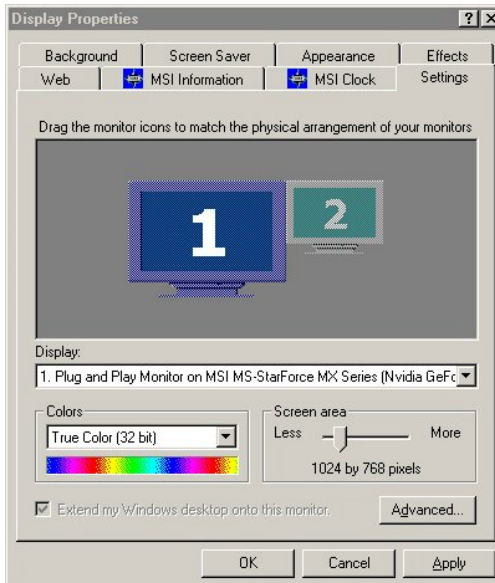 Display Properties
Background Screen Saver Appearance Effects
Web MSI Information MSI Clock Settings
Drag the monitor icons to match the physical arrangement of your monitors
1 2
Display:
1. Plug and Play Monitor on MSI MS-StarForce MX Series (Nvidia GeFc
Colors Screen area
True Color (32 bit) Less More
1024 by 768 pixels
Extend my Windows desktop onto this monitor. Advanced...
OK Cancel Apply